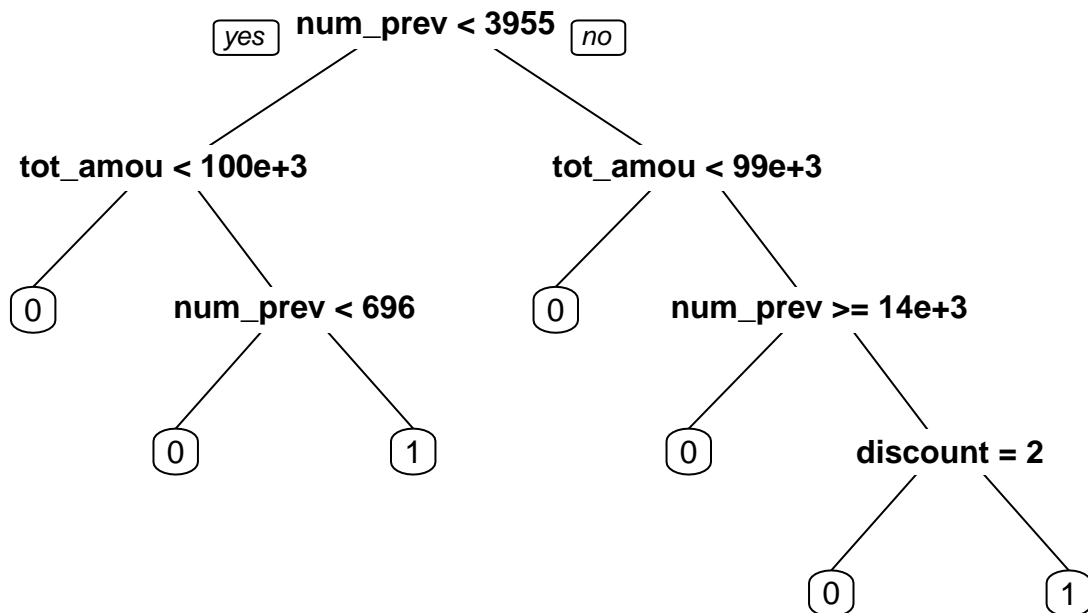 yes num_prev < 3955 no
tot_amou < 100e+3 tot_amou < 99e+3
0 num_prev < 696 0 num_prev >= 14e+3
0 1 0 discount = 2
0 1